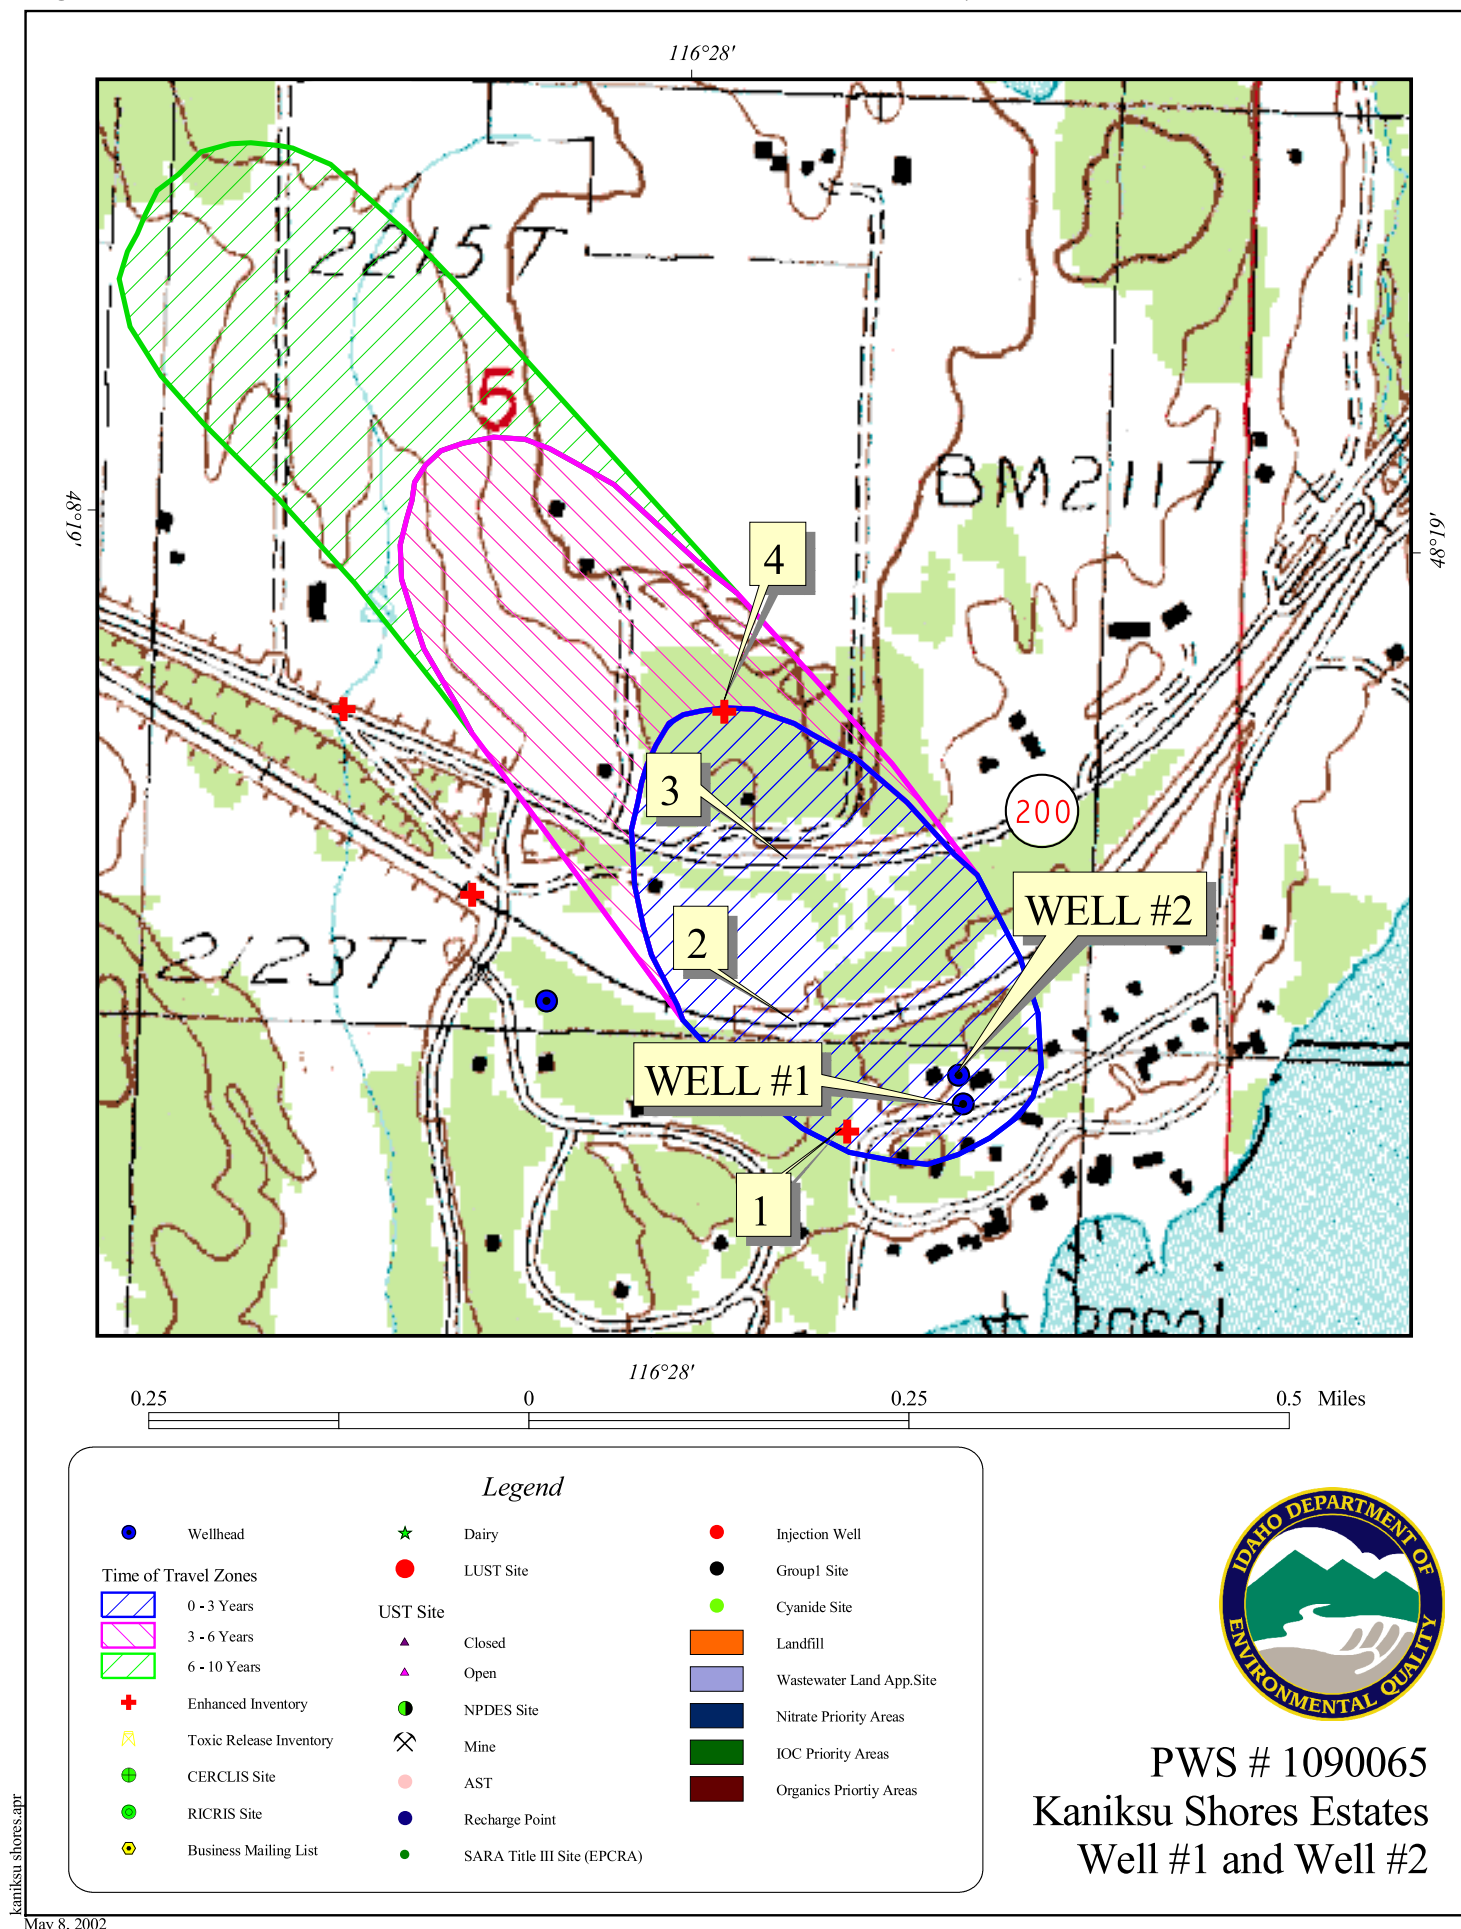 116°28'
2215T
5
BM2117
48°19'
48°19'
4
3
200
WELL #2
2
2123T
WELL #1
1
116°28'
0.25
0
0.25
0.5 Miles
Legend
Wellhead
Time of Travel Zones
0 - 3 Years
3 - 6 Years
6 - 10 Years
Enhanced Inventory
Toxic Release Inventory
CERCLIS Site
RICRIS Site
Business Mailing List
Dairy
LUST Site
UST Site
Closed
Open
NPDES Site
Mine
AST
Recharge Point
SARA Title III Site (EPCRA)
Injection Well
Group1 Site
Cyanide Site
Landfill
Wastewater Land App.Site
Nitrate Priority Areas
IOC Priority Areas
Organics Priortiy Areas
IDAHO DEPARTMENT OF
ENVIRONMENTAL QUALITY
PWS # 1090065
Kaniksu Shores Estates
Well #1 and Well #2
kaniksu shores.apr
May 8, 2002